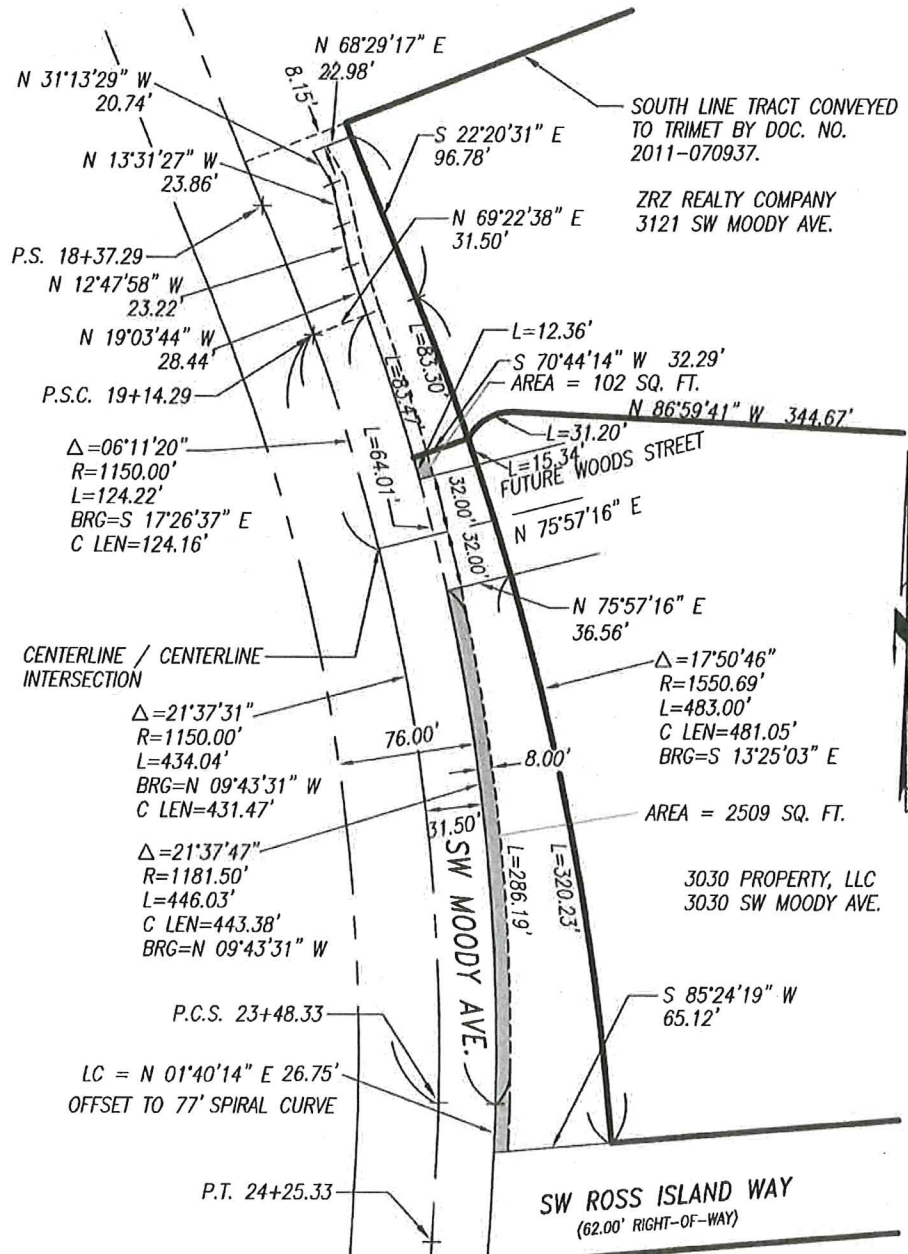 N 68°29'17" E
22.98'
N 31°13'29" W
20.74'
8.15'
SOUTH LINE TRACT CONVEYED
TO TRIMET BY DOC. NO.
2011-070937.
S 22°20'31" E
96.78'
N 13°31'27" W
23.86'
ZRZ REALTY COMPANY
3121 SW MOODY AVE.
N 69°22'38" E
31.50'
P.S. 18+37.29
N 12°47'58" W
23.22'
N 19°03'44" W
28.44'
P.S.C. 19+14.29
L=83.30'
L=12.36'
S 70°44'14" W 32.29'
AREA = 102 SQ. FT.
N 86°59'41" W 344.67'
L=83.47'
L=31.20'
L=15.34'
FUTURE WOODS STREET
Δ=06°11'20"
R=1150.00'
L=124.22'
BRG=S 17°26'37" E
C LEN=124.16'
L=64.01'
32.00'
32.00'
N 75°57'16" E
N 75°57'16" E
36.56'
CENTERLINE / CENTERLINE
INTERSECTION
Δ=17°50'46"
R=1550.69'
L=483.00'
C LEN=481.05'
BRG=S 13°25'03" E
Δ=21°37'31"
R=1150.00'
L=434.04'
BRG=N 09°43'31" W
C LEN=431.47'
76.00'
8.00'
31.50'
AREA = 2509 SQ. FT.
Δ=21°37'47"
R=1181.50'
L=446.03'
C LEN=443.38'
BRG=N 09°43'31" W
SW MOODY AVE.
L=286.19'
L=320.23'
3030 PROPERTY, LLC
3030 SW MOODY AVE.
S 85°24'19" W
65.12'
P.C.S. 23+48.33
LC = N 01°40'14" E 26.75'
OFFSET TO 77' SPIRAL CURVE
P.T. 24+25.33
SW ROSS ISLAND WAY
(62.00' RIGHT-OF-WAY)